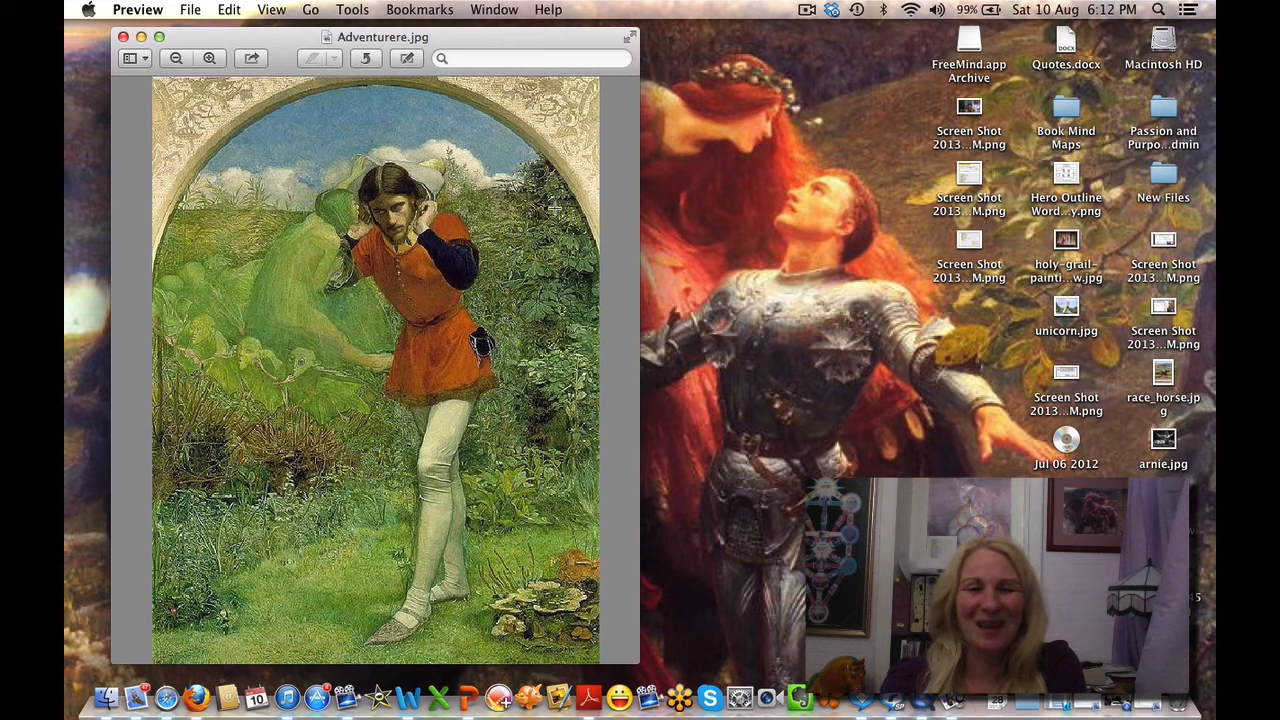 Preview File Edit View Go Tools Bookmarks Window Help
99% Sat 10 Aug 6:12 PM
Adventurere.jpg
FreeMind.app Archive
Quotes.docx
Macintosh HD
Screen Shot 2013...M.png
Book Mind Maps
Passion and Purpo...dmin
Screen Shot 2013...M.png
Hero Outline Word...y.png
New Files
Screen Shot 2013...M.png
holy-grail-painti...w.jpg
Screen Shot 2013...M.png
unicorn.jpg
Screen Shot 2013...M.png
Screen Shot 2013...M.png
race_horse.jpg
Jul 06 2012
arnie.jpg